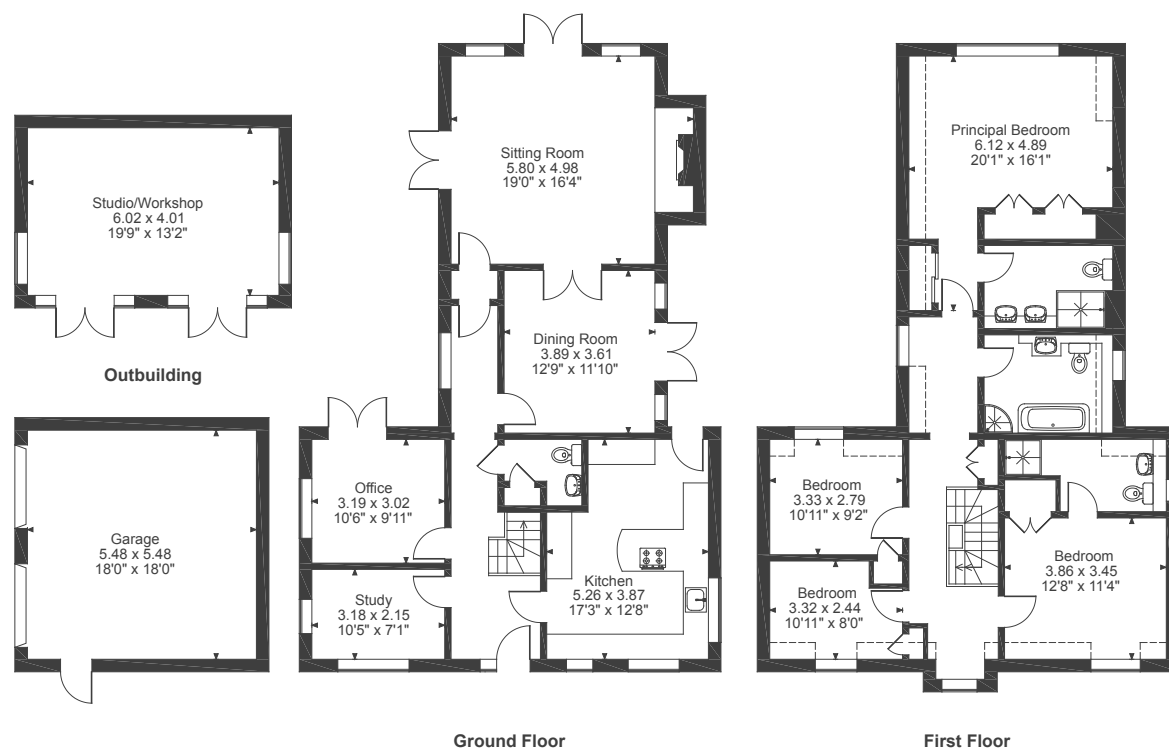 Studio/Workshop
6.02 x 4.01
19'9" x 13'2"
Outbuilding
Garage
5.48 x 5.48
18'0" x 18'0"
Sitting Room
5.80 x 4.98
19'0" x 16'4"
Dining Room
3.89 x 3.61
12'9" x 11'10"
Office
3.19 x 3.02
10'6" x 9'11"
Study
3.18 x 2.15
10'5" x 7'1"
Kitchen
5.26 x 3.87
17'3" x 12'8"
Ground Floor
Principal Bedroom
6.12 x 4.89
20'1" x 16'1"
Bedroom
3.33 x 2.79
10'11" x 9'2"
Bedroom
3.32 x 2.44
10'11" x 8'0"
Bedroom
3.86 x 3.45
12'8" x 11'4"
First Floor